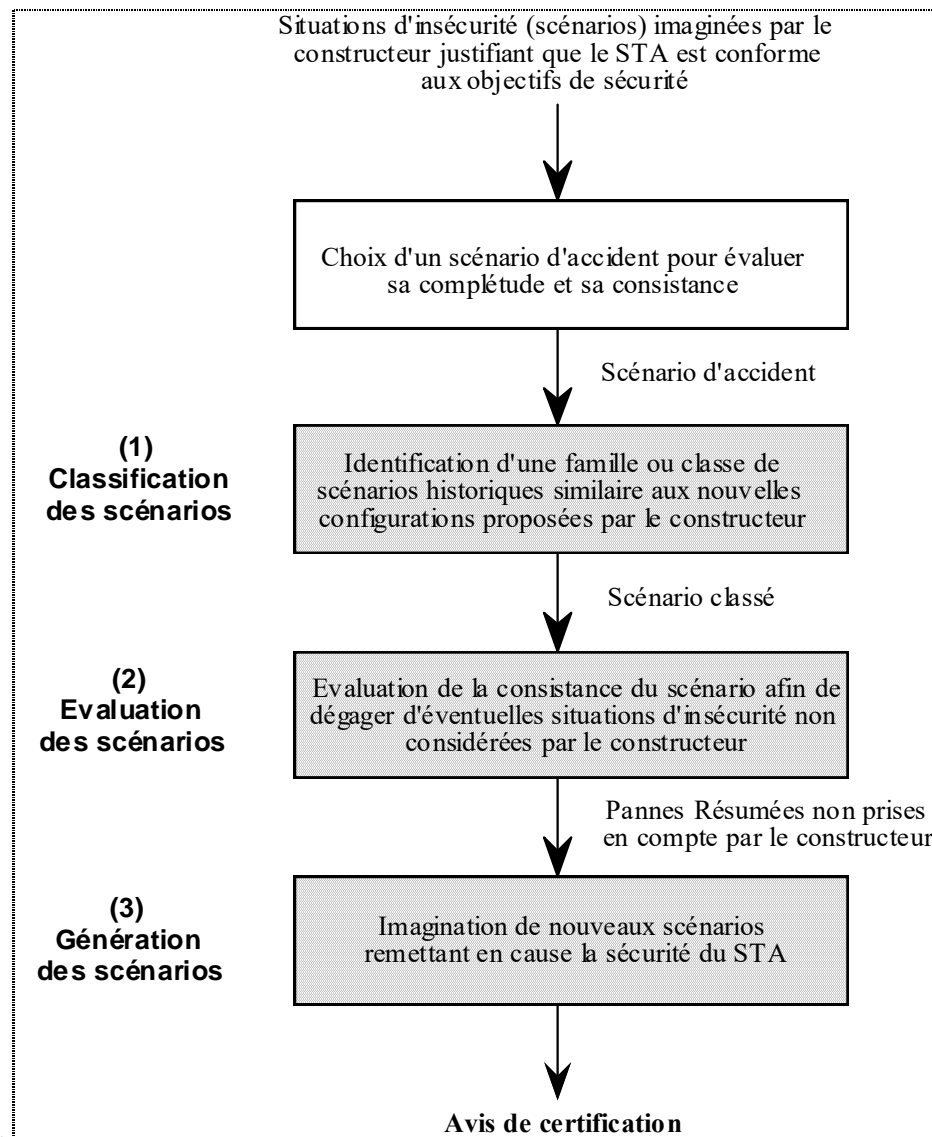 Situations d'insécurité (scénarios) imaginées par le
constructeur justifiant que le STA est conforme
aux objectifs de sécurité
Choix d'un scénario d'accident pour évaluer
sa complétude et sa consistance
Scénario d'accident
(1)
Classification
des scénarios
Identification d'une famille ou classe de
scénarios historiques similaire aux nouvelles
configurations proposées par le constructeur
Scénario classé
(2)
Evaluation
des scénarios
Evaluation de la consistance du scénario afin de
dégager d'éventuelles situations d'insécurité non
considérées par le constructeur
Pannes Résumées non prises
en compte par le constructeur
(3)
Génération
des scénarios
Imagination de nouveaux scénarios
remettant en cause la sécurité du STA
Avis de certification